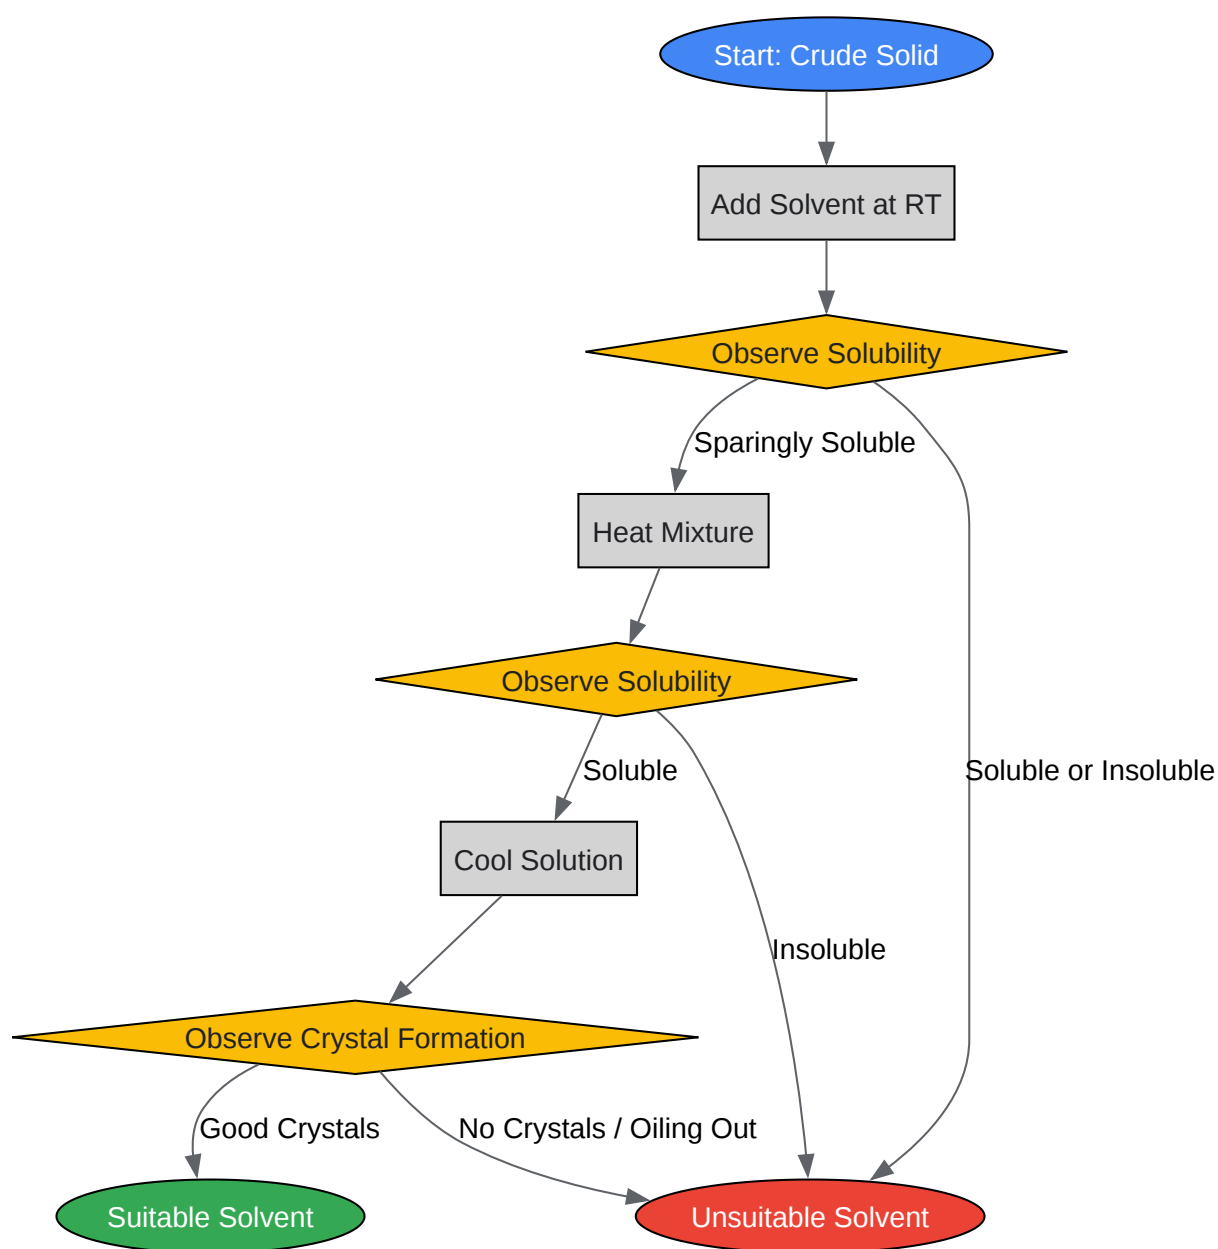 Start: Crude Solid
Add Solvent at RT
Observe Solubility
Sparingly Soluble
Heat Mixture
Observe Solubility
Soluble
Soluble or Insoluble
Cool Solution
Insoluble
Observe Crystal Formation
Good Crystals
No Crystals / Oiling Out
Suitable Solvent
Unsuitable Solvent